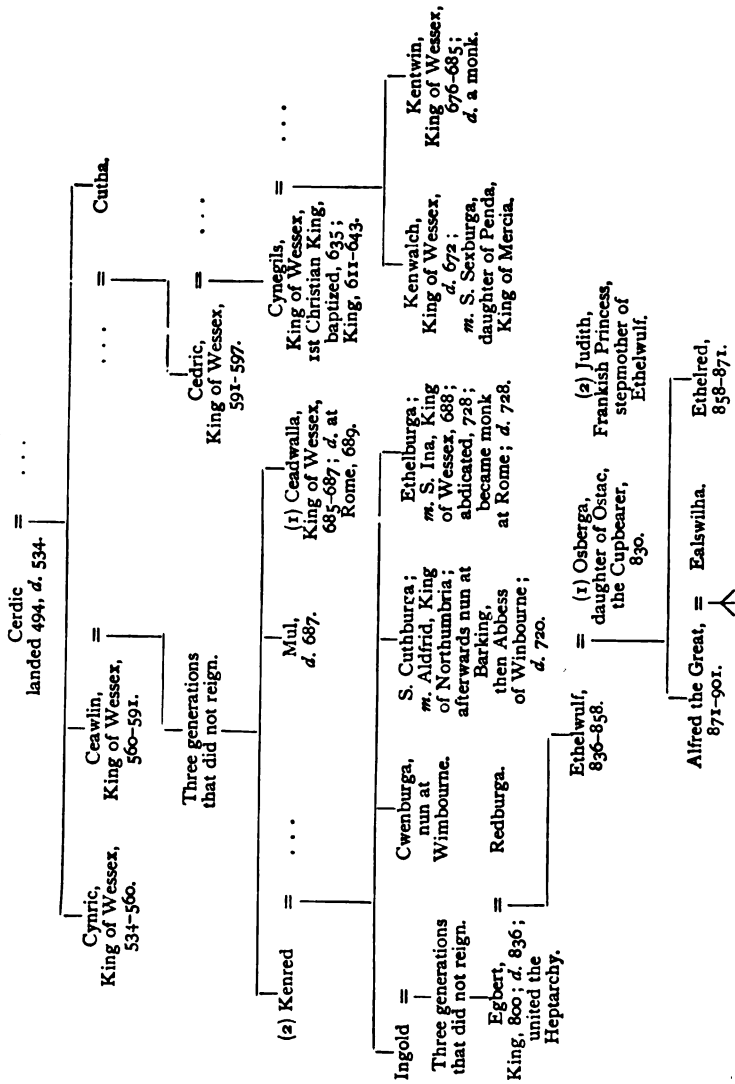 Cerdic = . . .
landed 494, d. 534.
Cynric,
King of Wessex,
534–560.
Ceawlin,
King of Wessex,
560–591.
=
. . . =
Cutha.
Three generations
that did not reign.
Cedric,
King of Wessex,
591–597.
= . . .
(2) Kenred = . . .
Mul,
d. 687.
(1) Ceadwalla,
King of Wessex,
685–687; d. at
Rome, 689.
Cynegils,
King of Wessex,
1st Christian King,
baptized, 635;
King, 611–643.
= . . .
Ingold
=
Three generations
that did not reign.
Cwenburga,
nun at
Wimbourne.
S. Cuthburga;
m. Aldfrid, King
of Northumbria;
afterwards nun at
Barking,
then Abbess
of Winbourne;
d. 720.
Ethelburga;
m. S. Ina, King
of Wessex, 688;
abdicated, 728;
became monk
at Rome; d. 728.
Kenwalch,
King of Wessex,
d. 672;
m. S. Sexburga,
daughter of Penda,
King of Mercia.
Kentwin,
King of Wessex,
676–685;
d. a monk.
Egbert, = Redburga.
King, 800; d. 836;
united the
Heptarchy.
Ethelwulf,
836–858.
=
(1) Osberga,
daughter of Ostac,
the Cupbearer,
830.
(2) Judith,
Frankish Princess,
stepmother of
Ethelwulf.
Alfred the Great, = Ealswilha.
871–901.
Ethelred,
858–871.